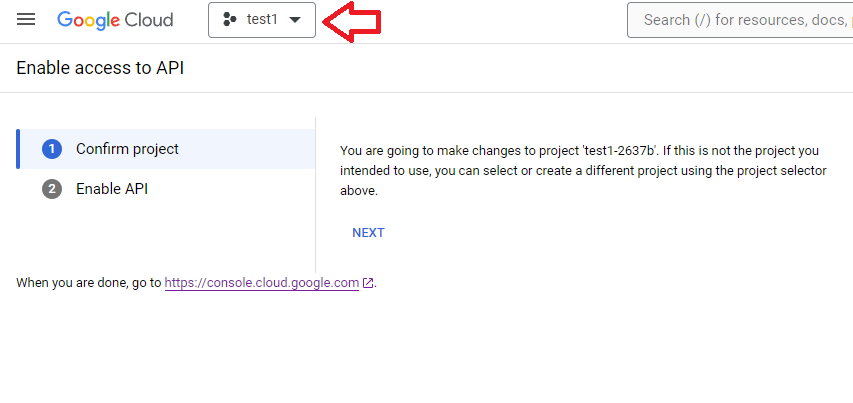 Google Cloud
test1
Search (/) for resources, docs,
Enable access to API
1 Confirm project
2 Enable API
You are going to make changes to project 'test1-2637b'. If this is not the project you
intended to use, you can select or create a different project using the project selector
above.
NEXT
When you are done, go to https://console.cloud.google.com.